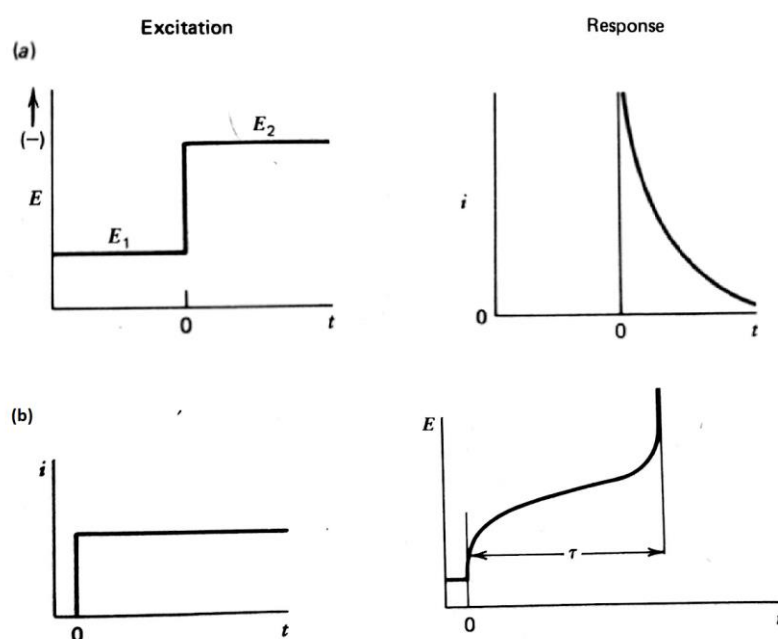 Excitation Response
(a)
(−)
E₂
E
E₁
i
0 t
0
0 t
(b)
i
E
τ
0 t
0